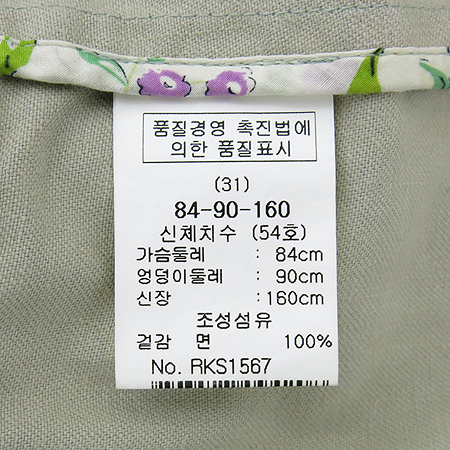 품질경영 촉진법에
의한 품질표시
(31)
84-90-160
신체치수 (54호)
가슴둘레 : 84cm
엉덩이둘레 : 90cm
신장 : 160cm
조성섬유
겉감 면 100%
No. RKS1567